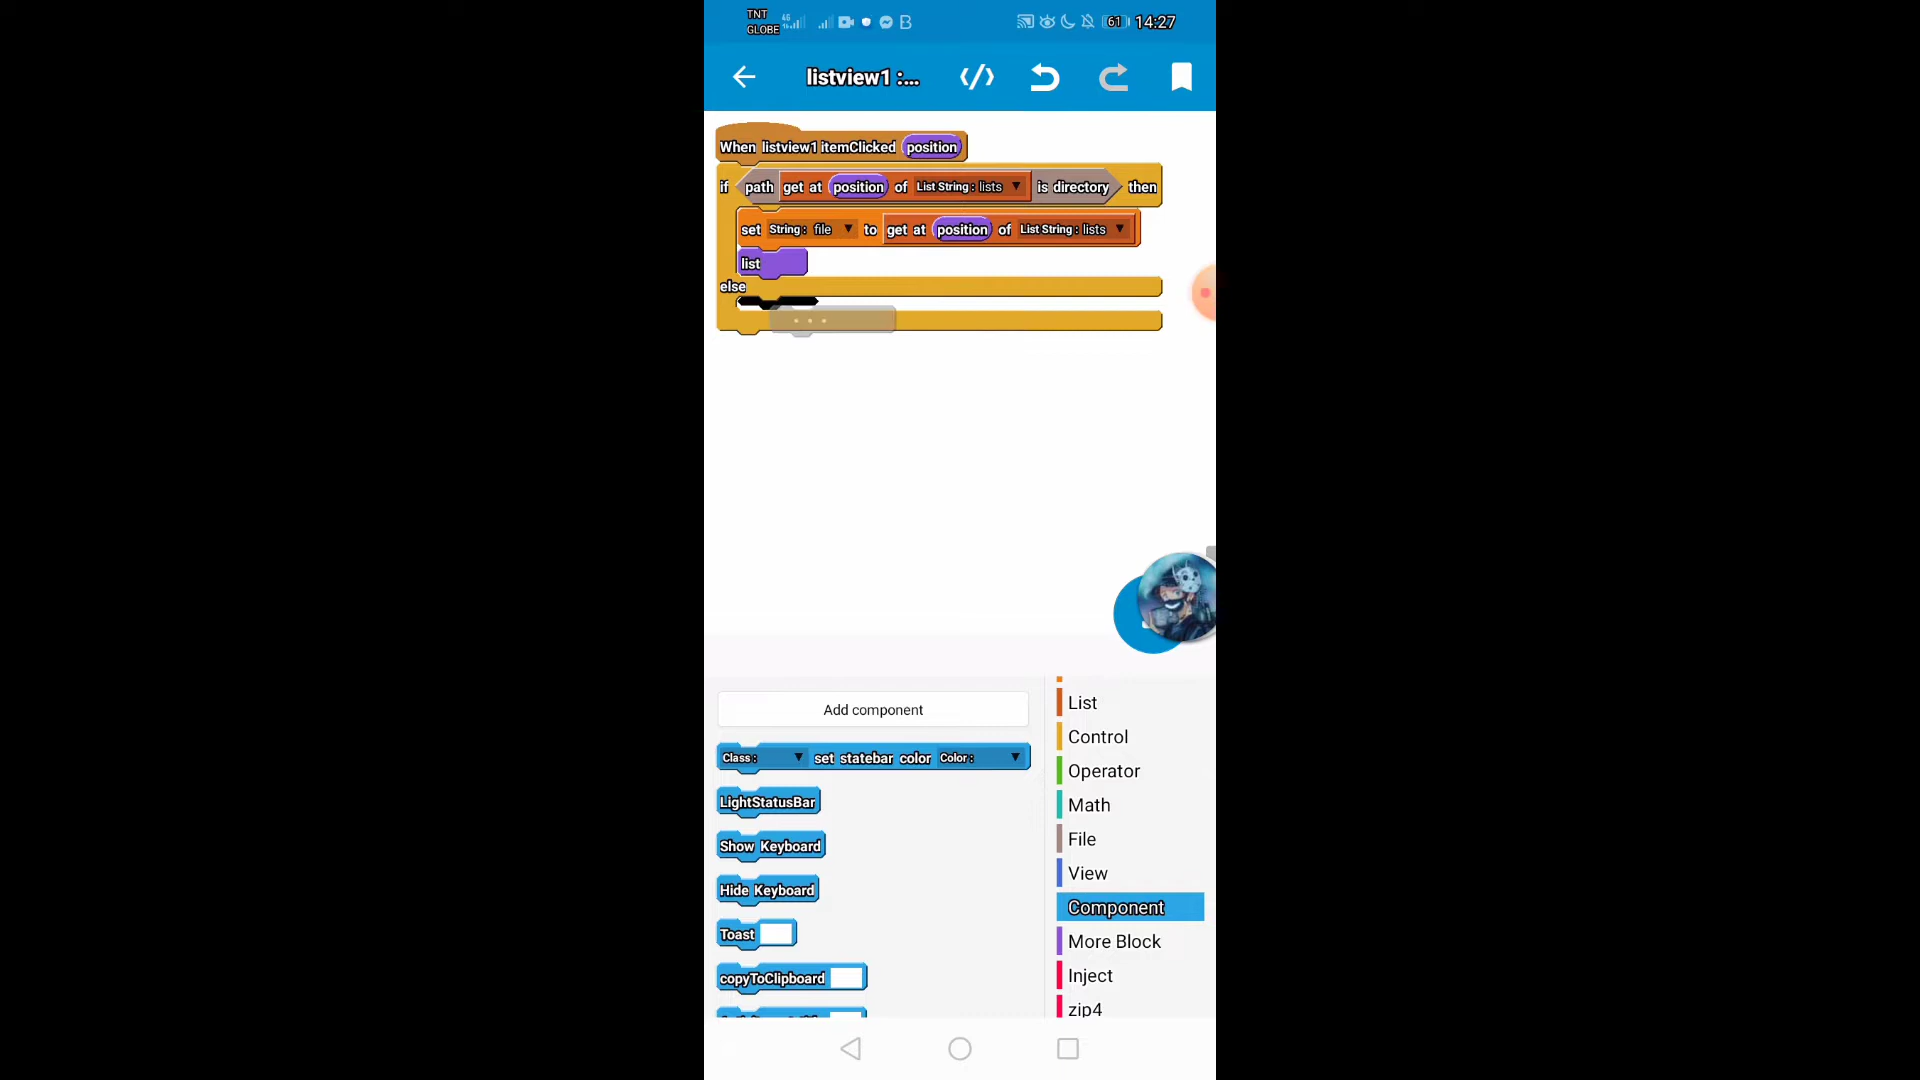 TNT
GLOBE
4G
B
61
14:27
listview1 :...
When listview1 itemClicked position
if path get at position of List String : lists is directory then
set String : file to get at position of List String : lists
list
else
Add component
Class : set statebar color Color :
LightStatusBar
Show Keyboard
Hide Keyboard
Toast
copyToClipboard
List
Control
Operator
Math
File
View
Component
More Block
Inject
zip4